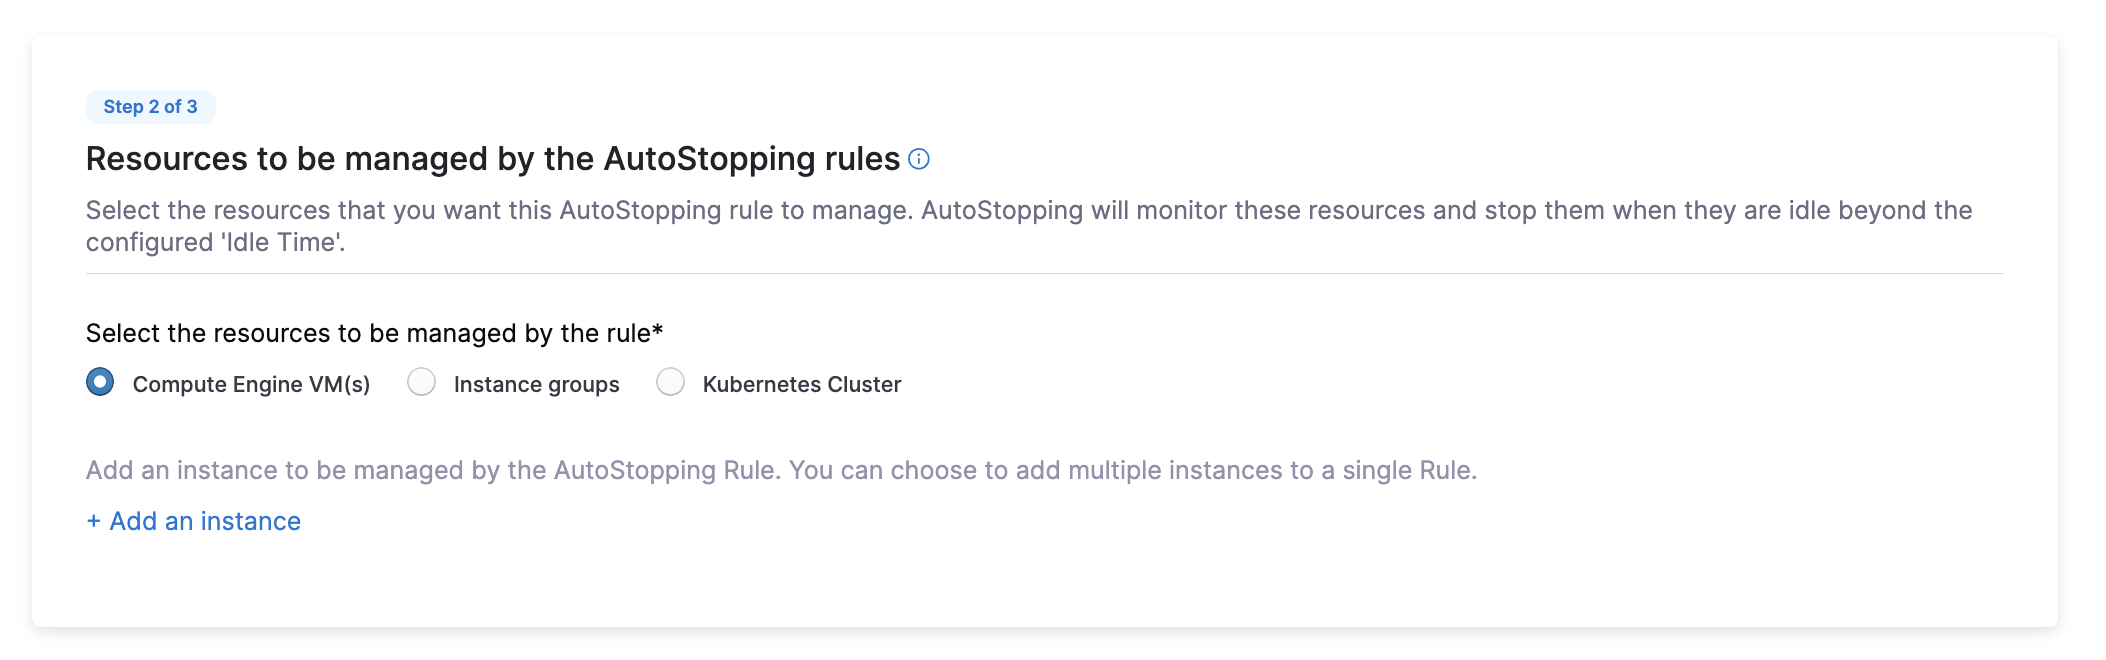 Step 2 of 3
Resources to be managed by the AutoStopping rules
Select the resources that you want this AutoStopping rule to manage. AutoStopping will monitor these resources and stop them when they are idle beyond the
configured 'Idle Time'.
Select the resources to be managed by the rule*
Compute Engine VM(s) Instance groups Kubernetes Cluster
Add an instance to be managed by the AutoStopping Rule. You can choose to add multiple instances to a single Rule.
+ Add an instance